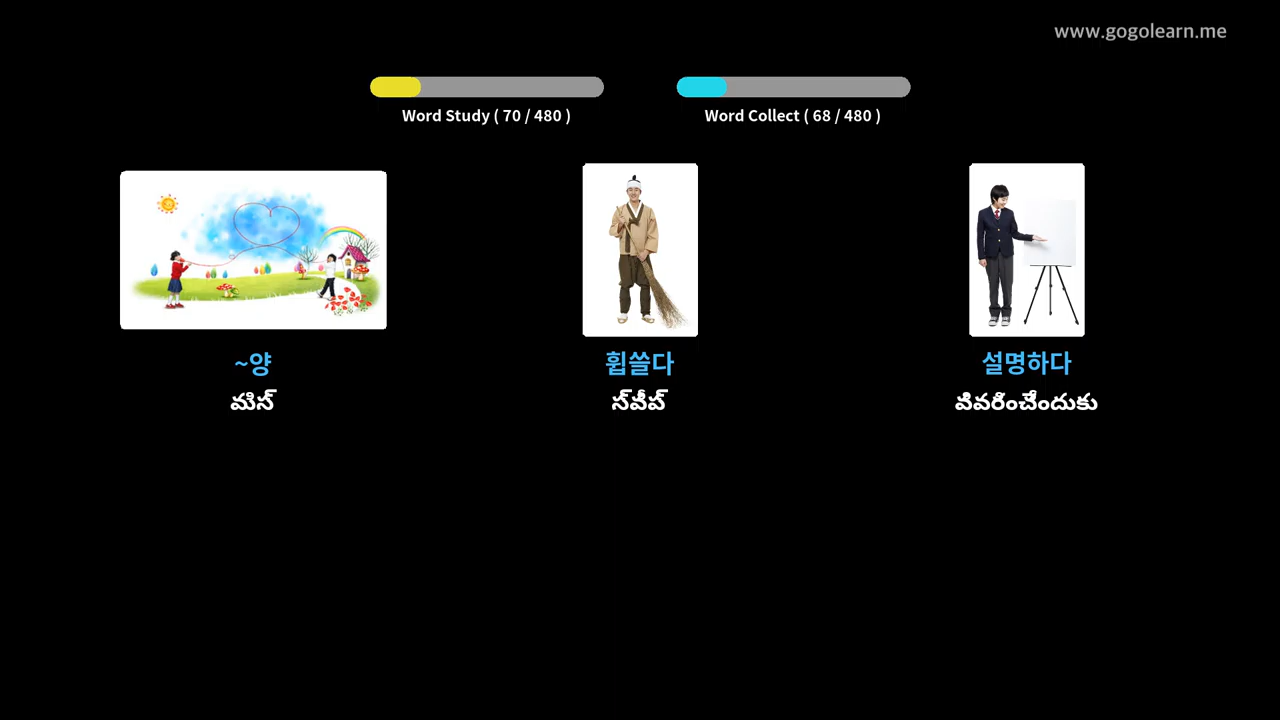 www.gogolearn.me
Word Study ( 70 / 480 )
Word Collect ( 68 / 480 )
~양
휩쓸다
설명하다
మిస్
స్వీప్
వివరించేందుకు